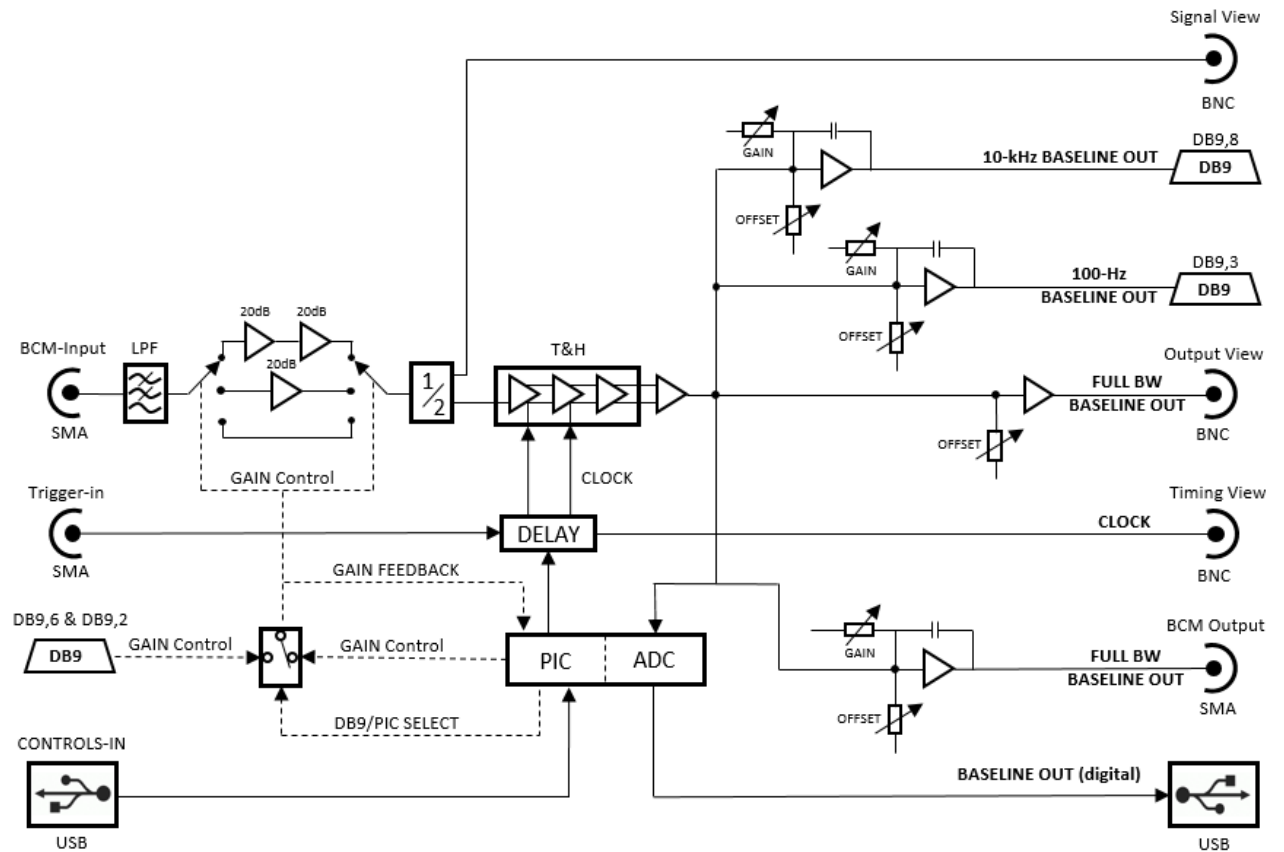 Signal View
BNC
GAIN
OFFSET
10-kHz BASELINE OUT
DB9,8
DB9
GAIN
OFFSET
100-Hz
BASELINE OUT
DB9,3
DB9
BCM-Input
SMA
LPF
20dB
20dB
20dB
GAIN Control
1/2
T&H
CLOCK
OFFSET
FULL BW
BASELINE OUT
Output View
BNC
Trigger-in
SMA
DELAY
CLOCK
Timing View
BNC
GAIN FEEDBACK
DB9,6 & DB9,2
DB9
GAIN Control
GAIN Control
PIC
ADC
DB9/PIC SELECT
GAIN
OFFSET
FULL BW
BASELINE OUT
BCM Output
SMA
CONTROLS-IN
USB
BASELINE OUT (digital)
USB